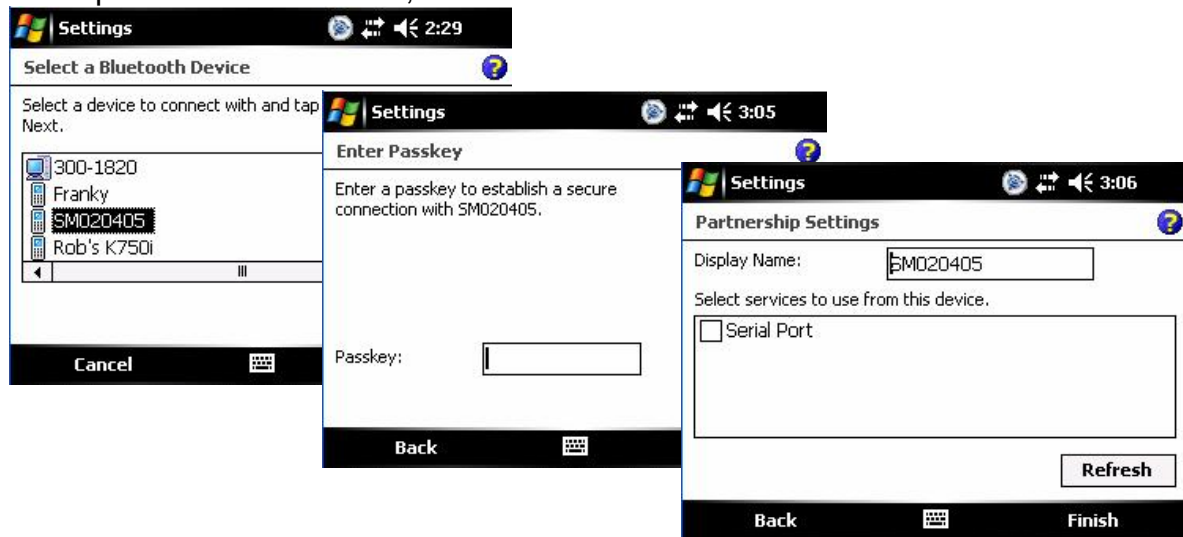 Settings 2:29
Select a Bluetooth Device
Select a device to connect with and tap
Next.
300-1820
Franky
SM020405
Rob's K750i
Cancel
Settings 3:05
Enter Passkey
Enter a passkey to establish a secure
connection with SM020405.
Passkey:
Back
Settings 3:06
Partnership Settings
Display Name: SM020405
Select services to use from this device.
Serial Port
Refresh
Back Finish